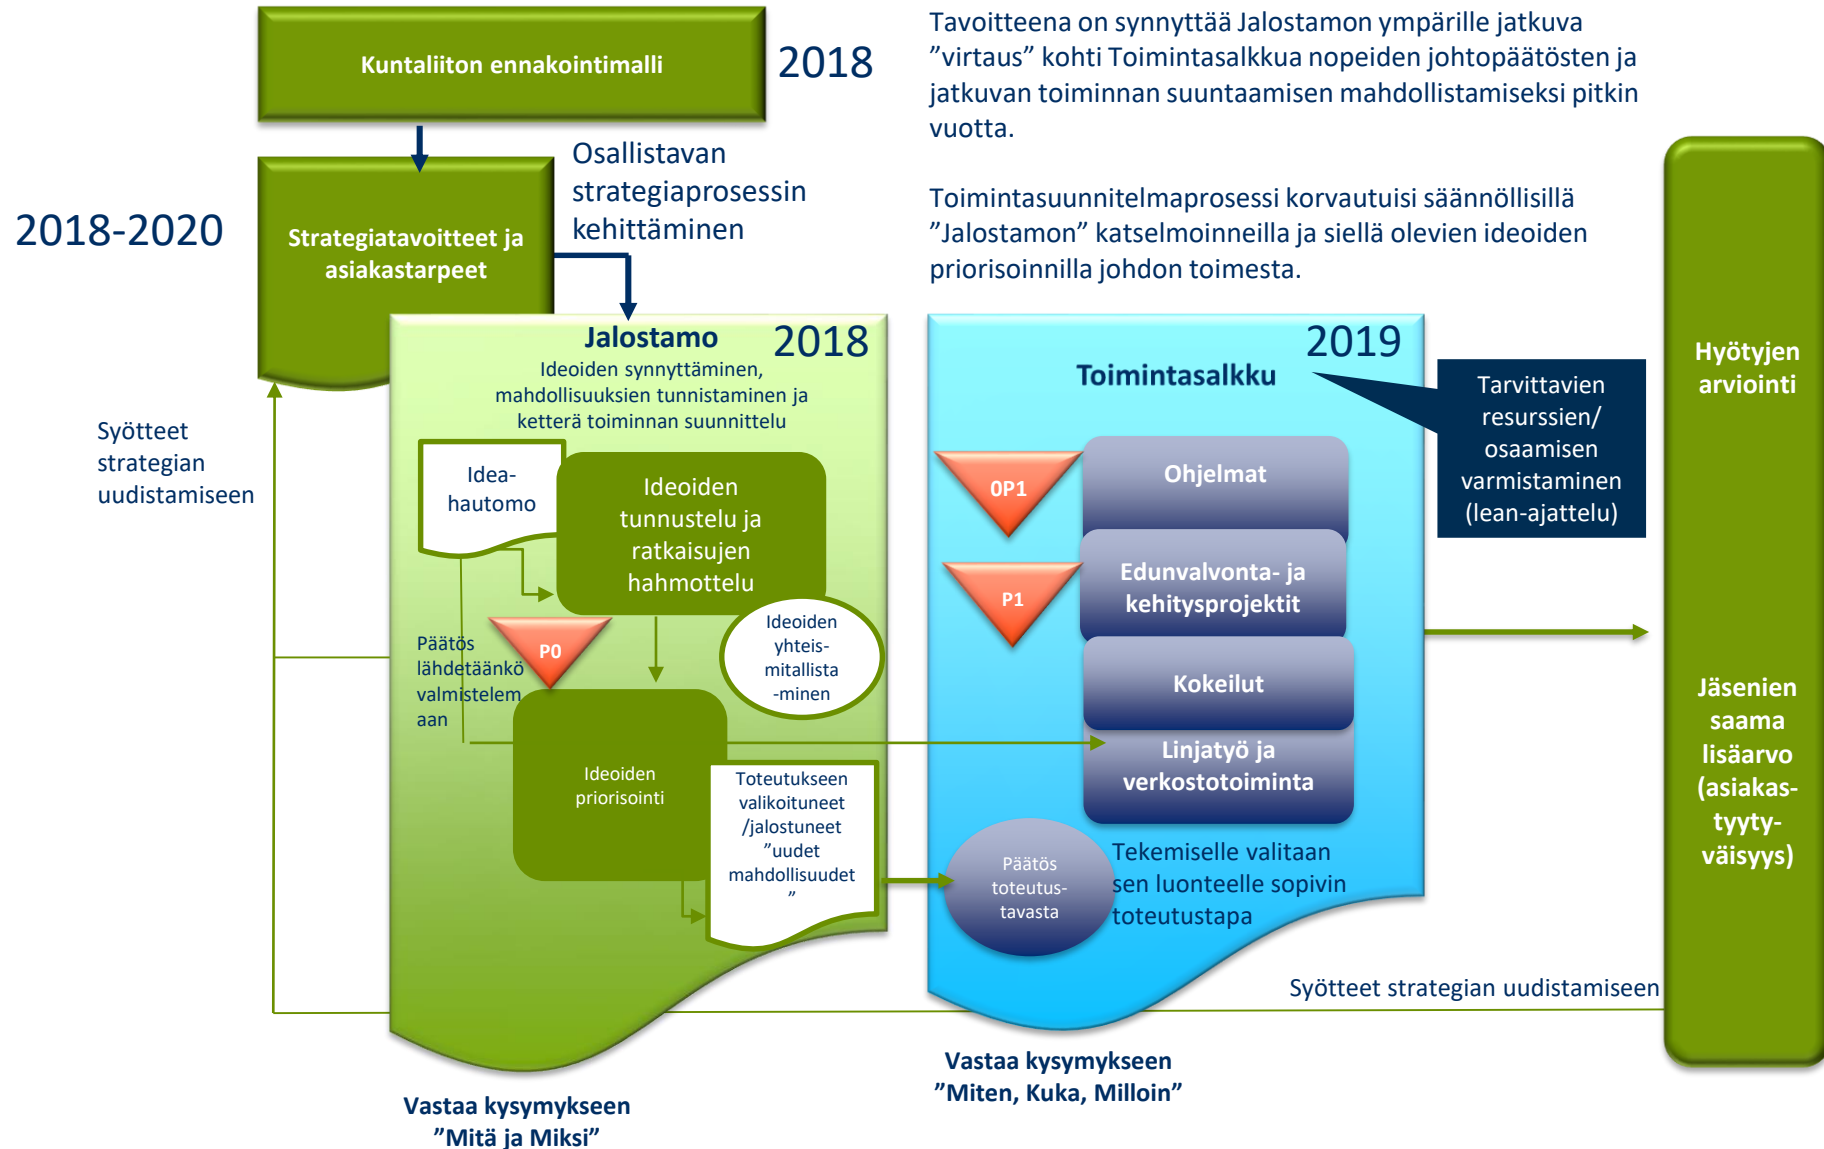 Kuntaliiton ennakointimalli
2018
Tavoitteena on synnyttää Jalostamon ympärille jatkuva
”virtaus” kohti Toimintasalkkua nopeiden johtopäätösten ja
jatkuvan toiminnan suuntaamisen mahdollistamiseksi pitkin
vuotta.
Toimintasuunnitelmaprosessi korvautuisi säännöllisillä
”Jalostamon” katselmoinneilla ja siellä olevien ideoiden
priorisoinnilla johdon toimesta.
2018-2020
Strategiatavoitteet ja
asiakastarpeet
Osallistavan
strategiaprosessin
kehittäminen
Syötteet
strategian
uudistamiseen
Jalostamo
2018
Ideoiden synnyttäminen,
mahdollisuuksien tunnistaminen ja
ketterä toiminnan suunnittelu
Idea-
hautomo
Ideoiden
tunnustelu ja
ratkaisujen
hahmottelu
Ideoiden
yhteis-
mitallista
-minen
P0
Päätös
lähdetäänkö
valmistelem
aan
Ideoiden
priorisointi
Toteutukseen
valikoituneet
/jalostuneet
”uudet
mahdollisuudet
”
Vastaa kysymykseen
”Mitä ja Miksi”
2019
Toimintasalkku
Tarvittavien
resurssien/
osaamisen
varmistaminen
(lean-ajattelu)
0P1
Ohjelmat
P1
Edunvalvonta- ja
kehitysprojektit
Kokeilut
Linjatyö ja
verkostotoiminta
Päätös
toteutus-
tavasta
Tekemiselle valitaan
sen luonteelle sopivin
toteutustapa
Syötteet strategian uudistamiseen
Vastaa kysymykseen
”Miten, Kuka, Milloin”
Hyötyjen
arviointi
Jäsenien
saama
lisäarvo
(asiakas-
tyyty-
väisyys)